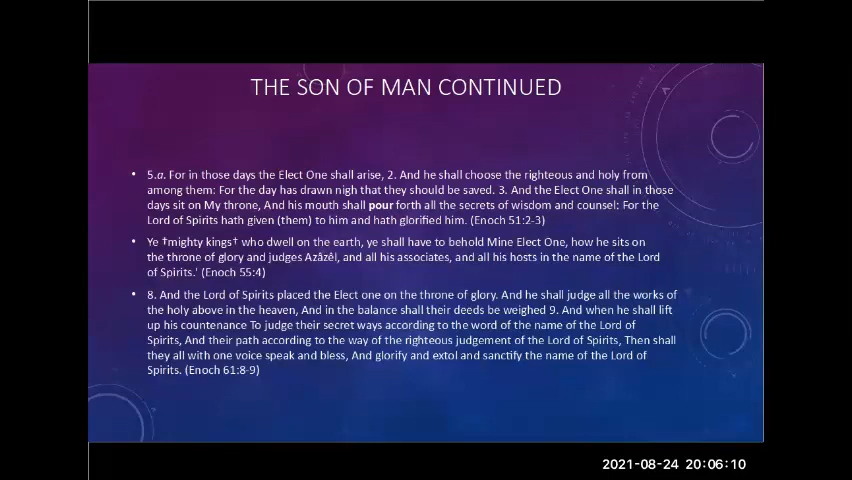 THE SON OF MAN CONTINUED
• 5.a. For in those days the Elect One shall arise, 2. And he shall choose the righteous and holy from
among them: For the day has drawn nigh that they should be saved. 3. And the Elect One shall in those
days sit on My throne, And his mouth shall pour forth all the secrets of wisdom and counsel: For the
Lord of Spirits hath given (them) to him and hath glorified him. (Enoch 51:2-3)
• Ye †mighty kings† who dwell on the earth, ye shall have to behold Mine Elect One, how he sits on
the throne of glory and judges Azâzêl, and all his associates, and all his hosts in the name of the Lord
of Spirits.' (Enoch 55:4)
• 8. And the Lord of Spirits placed the Elect one on the throne of glory. And he shall judge all the works of
the holy above in the heaven, And in the balance shall their deeds be weighed 9. And when he shall lift
up his countenance To judge their secret ways according to the word of the name of the Lord of
Spirits, And their path according to the way of the righteous judgement of the Lord of Spirits, Then shall
they all with one voice speak and bless, And glorify and extol and sanctify the name of the Lord of
Spirits. (Enoch 61:8-9)
2021-08-24 20:06:10